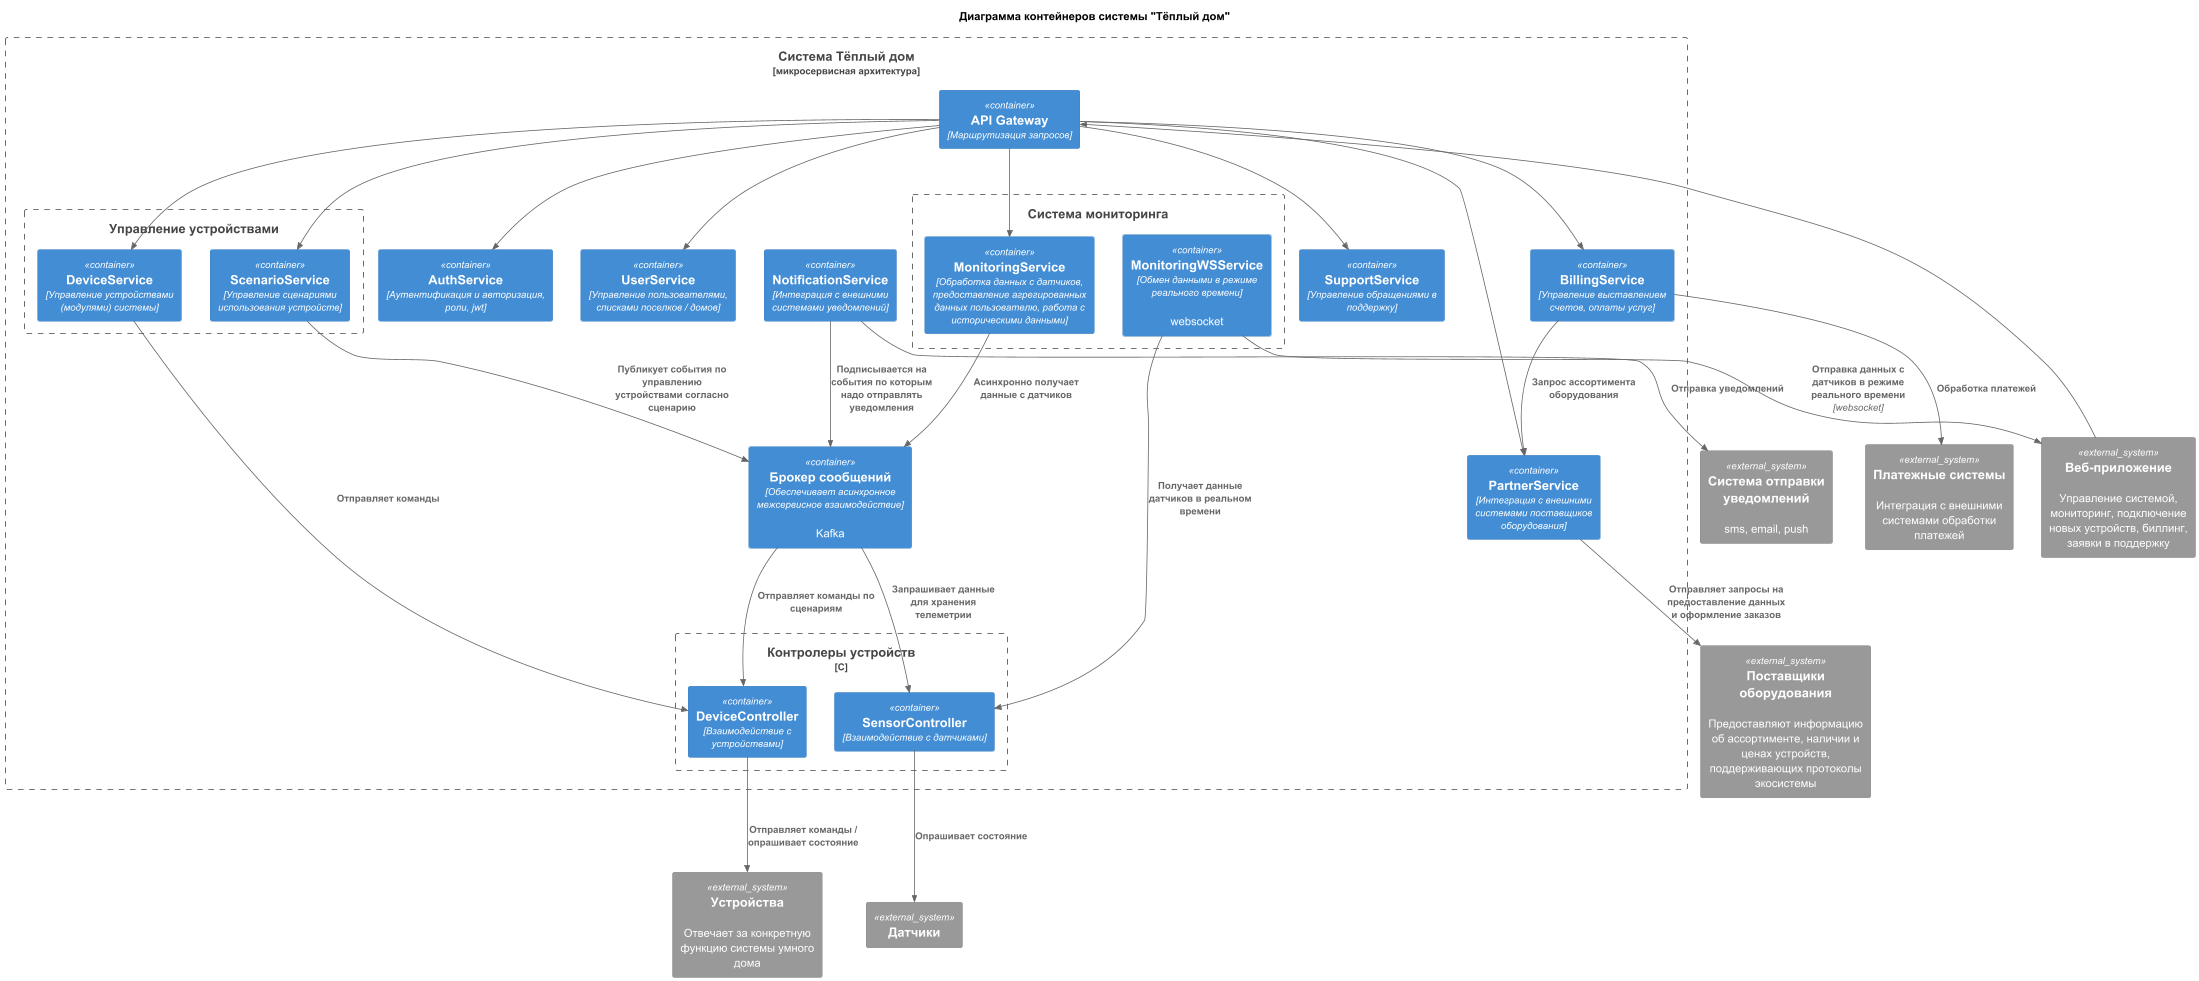 Диаграмма контейнеров системы "Тёплый дом"
Система Тёплый дом
[микросервисная архитектура]
«container»
API Gateway
[Маршрутизация запросов]
Управление устройствами
«container»
DeviceService
[Управление устройствами
(модулями) системы]
«container»
ScenarioService
[Управление сценариями
использования устройств]
«container»
AuthService
[Аутентификация и авторизация,
роли, jwt]
«container»
UserService
[Управление пользователями,
списками поселков / домов]
«container»
NotificationService
[Интеграция с внешними
системами уведомлений]
Система мониторинга
«container»
MonitoringService
[Обработка данных с датчиков,
предоставление агрегированных
данных пользователю, работа с
историческими данными]
«container»
MonitoringWSService
[Обмен данными в режиме
реального времени]
websocket
«container»
SupportService
[Управление обращениями в
поддержку]
«container»
BillingService
[Управление выставлением
счетов, оплаты услуг]
Публикует события по
управлению
устройствами согласно
сценарию
Подписывается на
события по которым
надо отправлять
уведомления
Асинхронно получает
данные с датчиков
Запрос ассортимента
оборудования
Отправка уведомлений
Отправка данных с
датчиков в режиме
реального времени
[websocket]
Обработка платежей
Отправляет команды
«container»
Брокер сообщений
[Обеспечивает асинхронное
межсервисное взаимодействие]
Kafka
Получает данные
датчиков в реальном
времени
«container»
PartnerService
[Интеграция с внешними
системами поставщиков
оборудования]
«external_system»
Система отправки
уведомлений
sms, email, push
«external_system»
Платежные системы
Интеграция с внешними
системами обработки
платежей
«external_system»
Веб-приложение
Управление системой,
мониторинг, подключение
новых устройств, биллинг,
заявки в поддержку
Отправляет команды по
сценариям
Запрашивает данные
для хранения
телеметрии
Отправляет запросы на
предоставление данных
и оформление заказов
Контролеры устройств
[C]
«container»
DeviceController
[Взаимодействие с
устройствами]
«container»
SensorController
[Взаимодействие с датчиками]
«external_system»
Поставщики
оборудования
Предоставляют информацию
об ассортименте, наличии и
ценах устройств,
поддерживающих протоколы
экосистемы
Отправляет команды /
опрашивает состояние
Опрашивает состояние
«external_system»
Устройства
Отвечает за конкретную
функцию системы умного
дома
«external_system»
Датчики